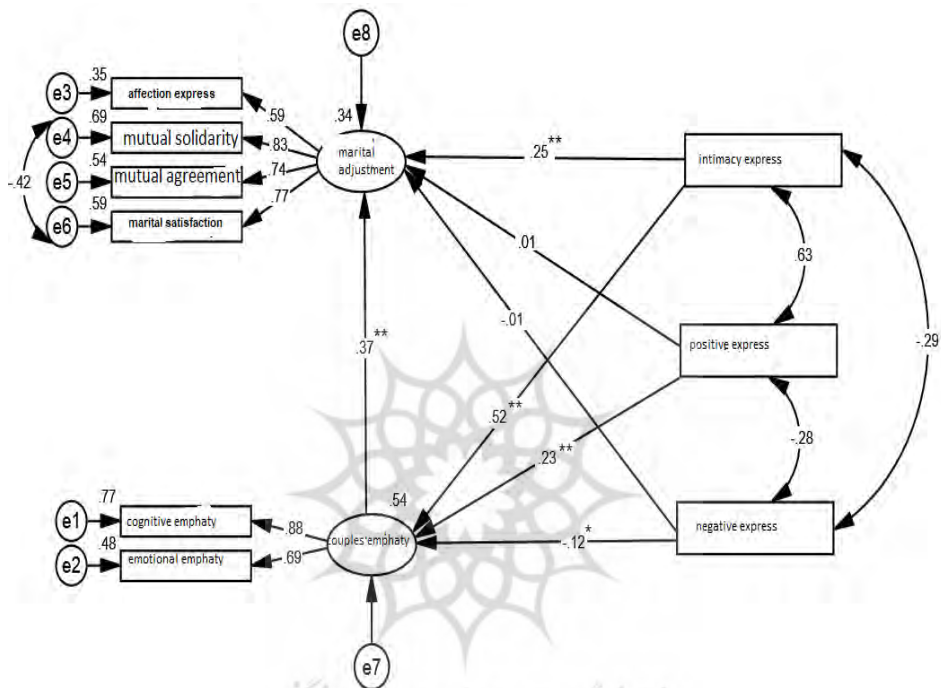 e8
.35
e3
affection express
.59
.34
.69
e4
mutual solidarity
.83
marital
adjustment
.25**
intimacy express
.54
e5
mutual agreement
.74
-.42
.59
e6
marital satisfaction
.77
.01
.63
-.01
positive express
-.29
.37**
.52**
.23**
-.28
.77
e1
cognitive emphaty
.88
.54
couples emphaty
*
-.12
negative express
.48
e2
emotional emphaty
.69
e7